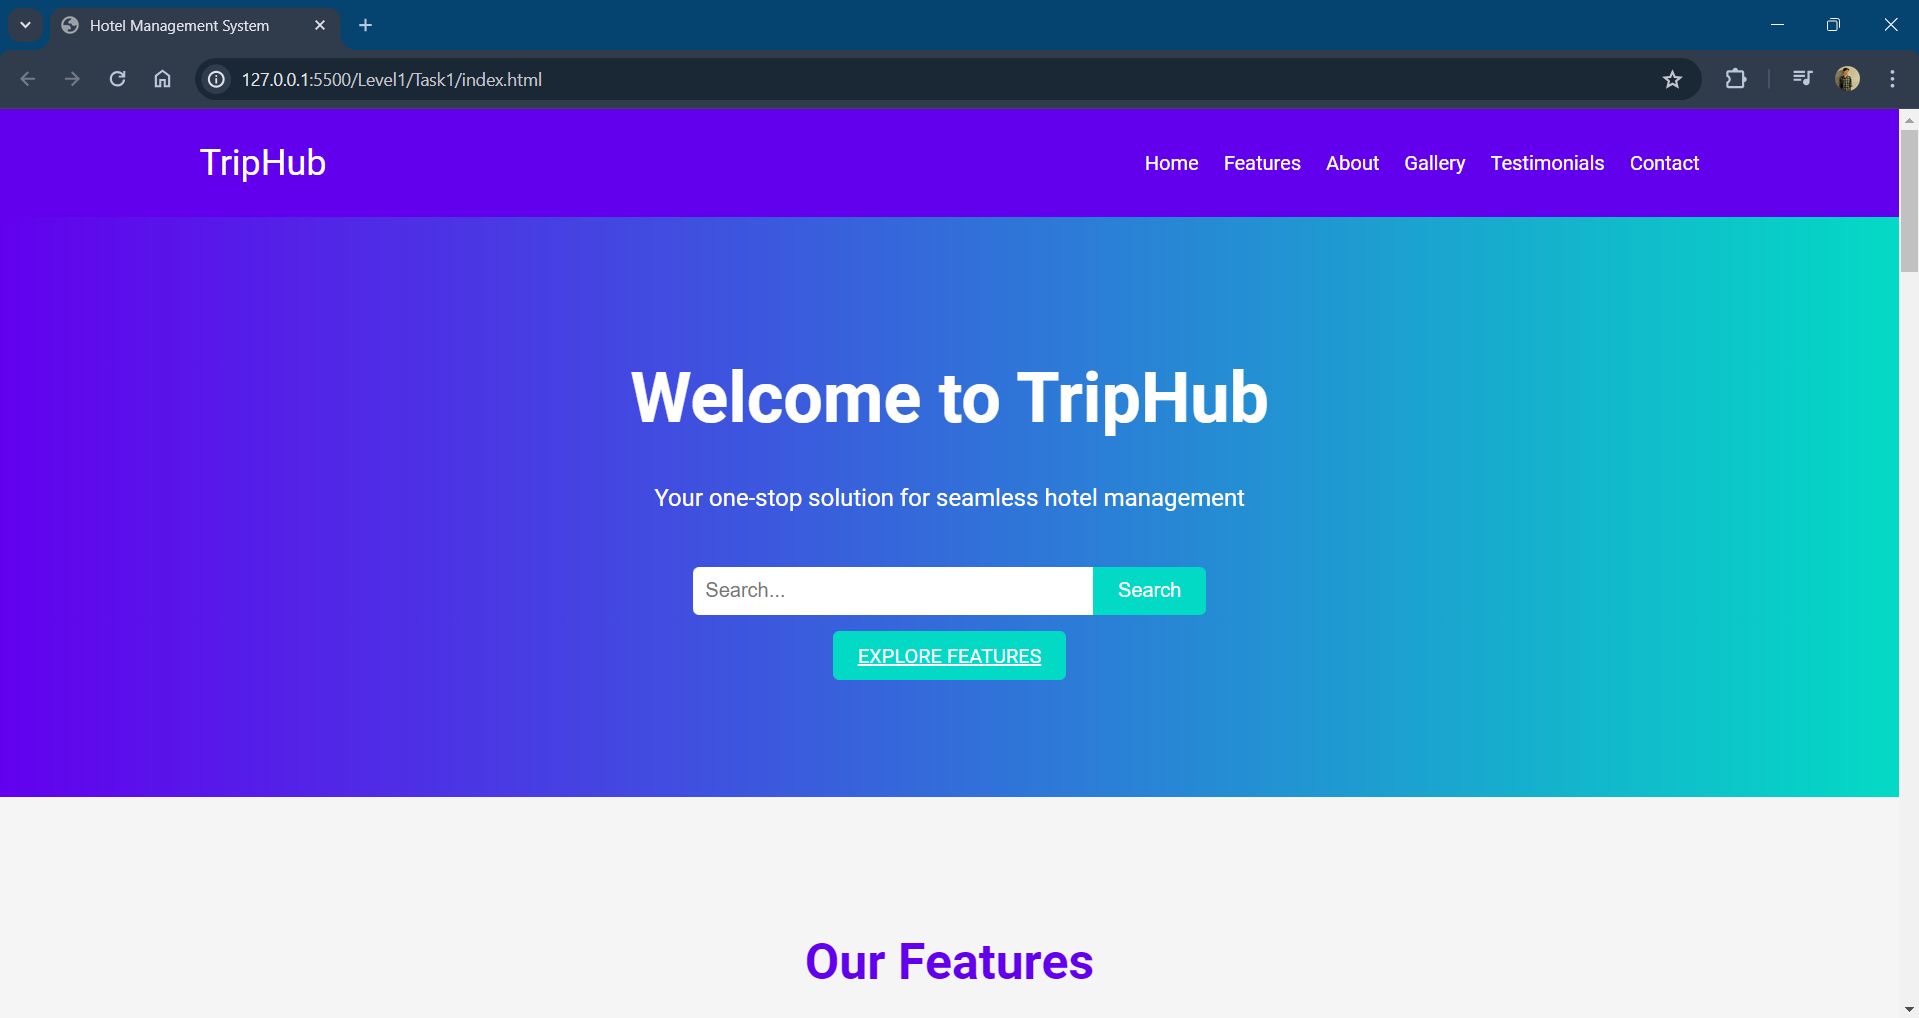 Hotel Management System
127.0.0.1:5500/Level1/Task1/index.html
TripHub
Home Features About Gallery Testimonials Contact
Welcome to TripHub
Your one-stop solution for seamless hotel management
Search... Search
EXPLORE FEATURES
Our Features